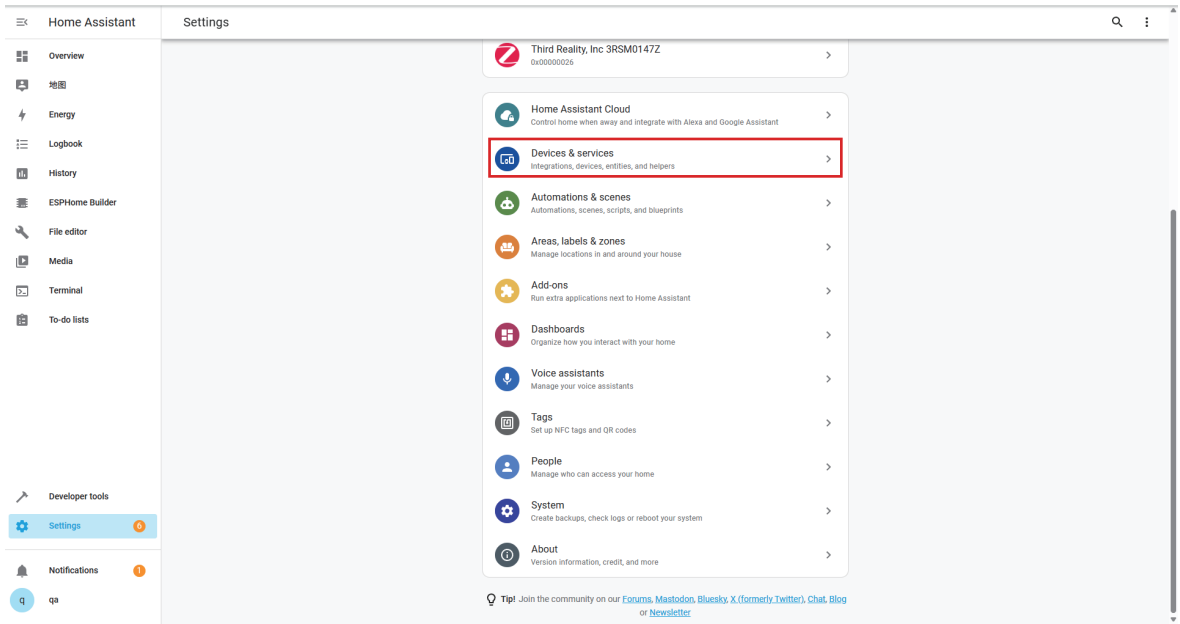 Home Assistant
Settings
Overview
地图
Energy
Logbook
History
ESPHome Builder
File editor
Media
Terminal
To-do lists
Developer tools
Settings 6
Notifications 1
q qa
Third Reality, Inc 3RSM0147Z
0x00000026
Home Assistant Cloud
Control home when away and integrate with Alexa and Google Assistant
Devices & services
Integrations, devices, entities, and helpers
Automations & scenes
Automations, scenes, scripts, and blueprints
Areas, labels & zones
Manage locations in and around your house
Add-ons
Run extra applications next to Home Assistant
Dashboards
Organize how you interact with your home
Voice assistants
Manage your voice assistants
Tags
Set up NFC tags and QR codes
People
Manage who can access your home
System
Create backups, check logs or reboot your system
About
Version information, credit, and more
Tip! Join the community on our Forums, Mastodon, Bluesky, X (formerly Twitter), Chat, Blog
or Newsletter